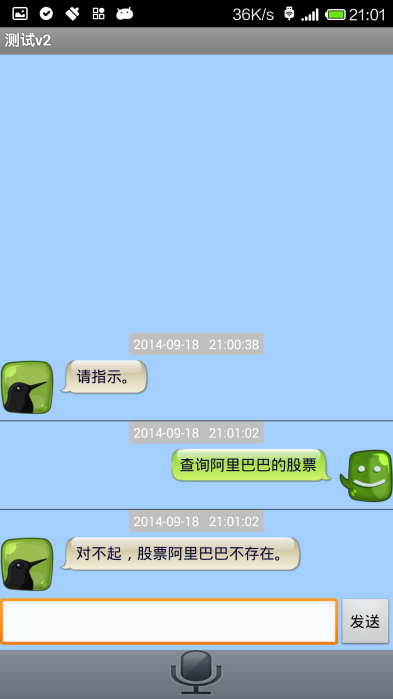 36K/s 21:01
测试v2
2014-09-18 21:00:38
请指示。
2014-09-18 21:01:02
查询阿里巴巴的股票
2014-09-18 21:01:02
对不起，股票阿里巴巴不存在。
发送